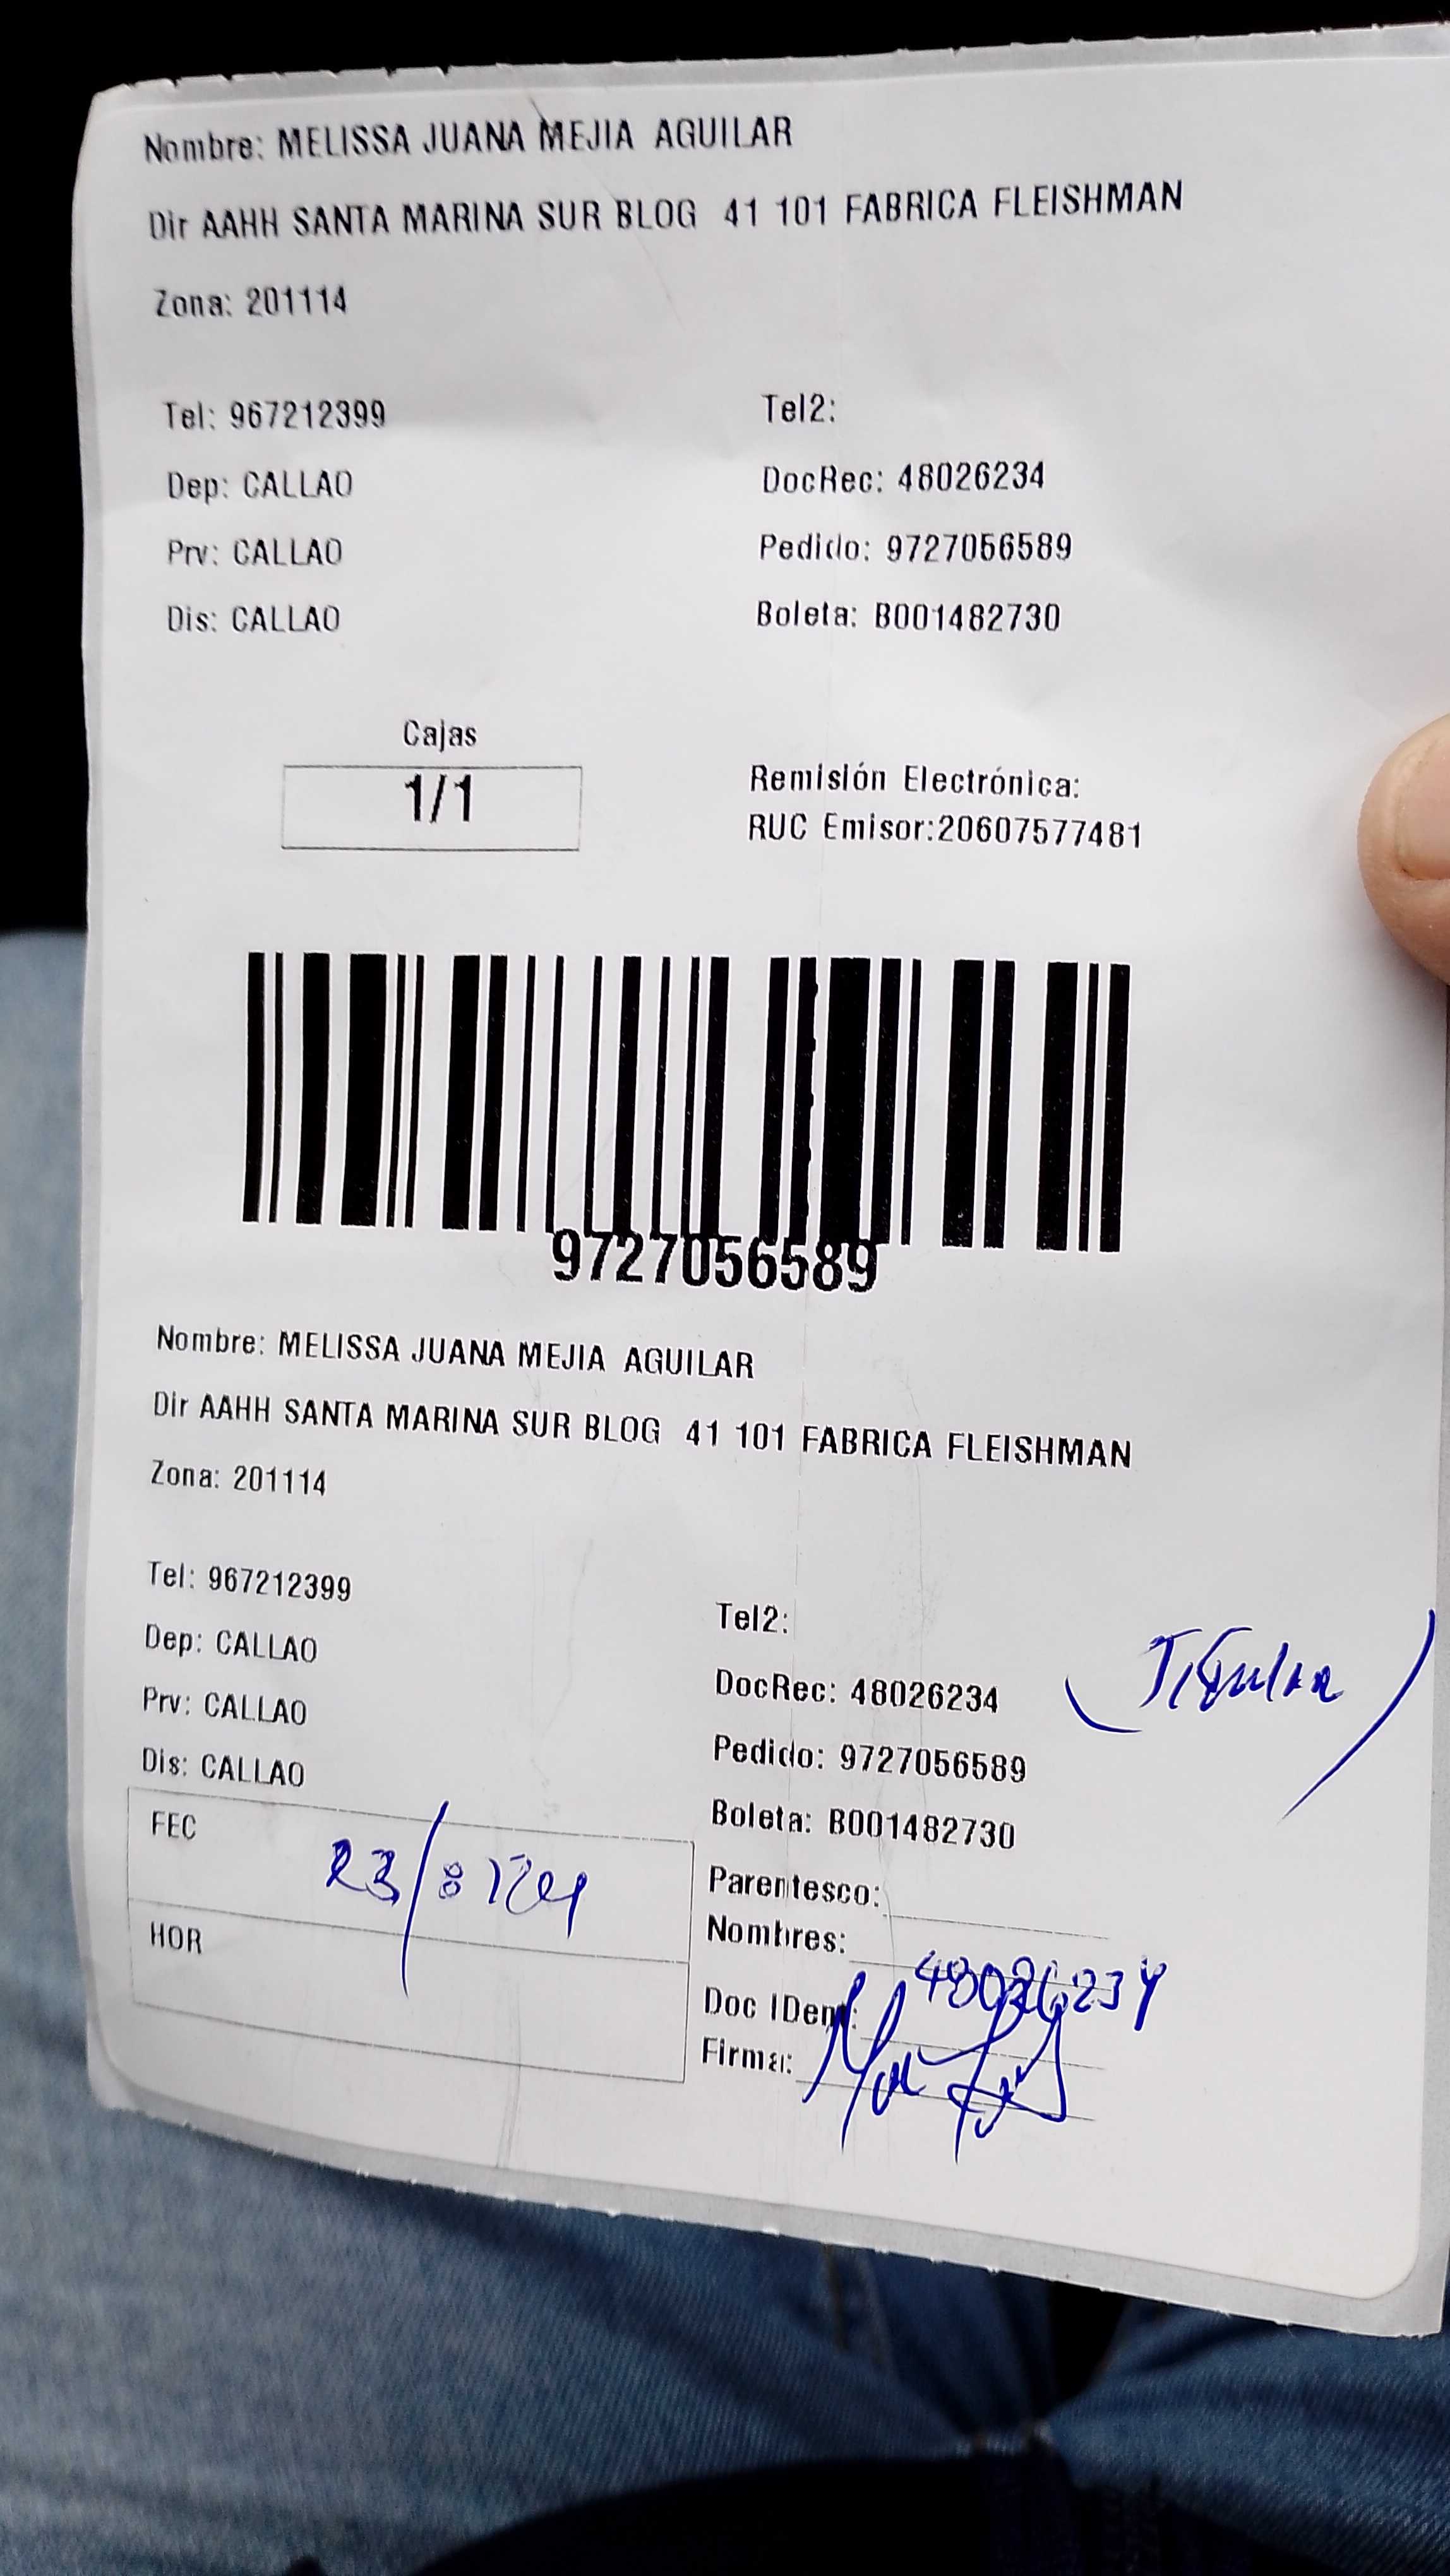 Nombre: MELISSA JUANA MEJIA AGUILAR
Dir AAHH SANTA MARINA SUR BLOG 41 101 FABRICA FLEISHMAN
Zona: 201114
Tel: 967212399 Tel2:
Dep: CALLAO DocRec: 48026234
Prv: CALLAO Pedido: 9727056589
Dis: CALLAO Boleta: B001482730
Cajas
1/1
Remisión Electrónica:
RUC Emisor:20607577481
9727056589
Nombre: MELISSA JUANA MEJIA AGUILAR
Dir AAHH SANTA MARINA SUR BLOG 41 101 FABRICA FLEISHMAN
Zona: 201114
Tel: 967212399 Tel2:
Dep: CALLAO DocRec: 48026234 (Titular)
Prv: CALLAO Pedido: 9727056589
Dis: CALLAO Boleta: B001482730
FEC 23/8
HOR
Parentesco:
Nombres:
Doc IDent: 48026234
Firma: